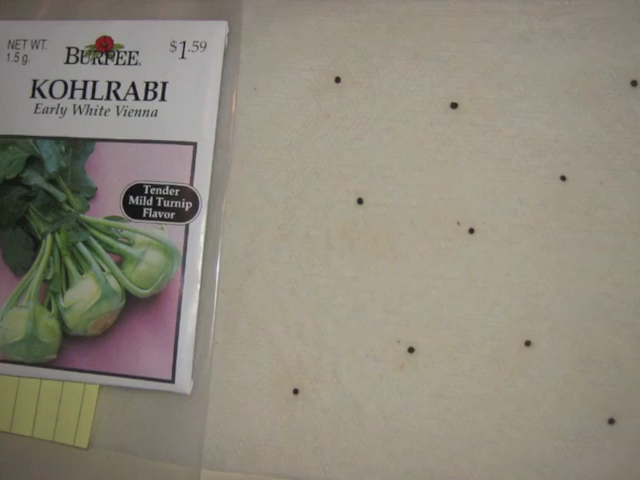 NET WT.
1.5 g.
BURPEE®
$1.59
KOHLRABI
Early White Vienna
Tender
Mild Turnip
Flavor